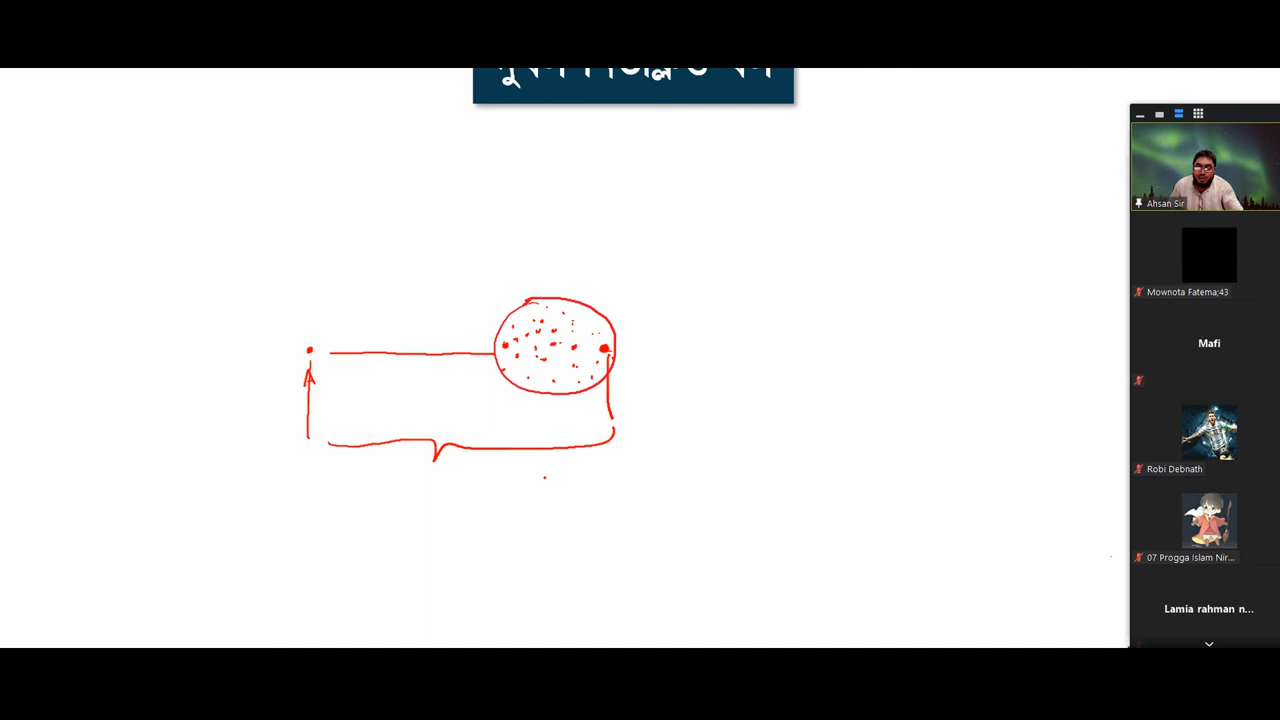 Ahsan Sir
Mownota Fatema;43
Mafi
Robi Debnath
07 Progga Islam Nir...
Lamia rahman n...